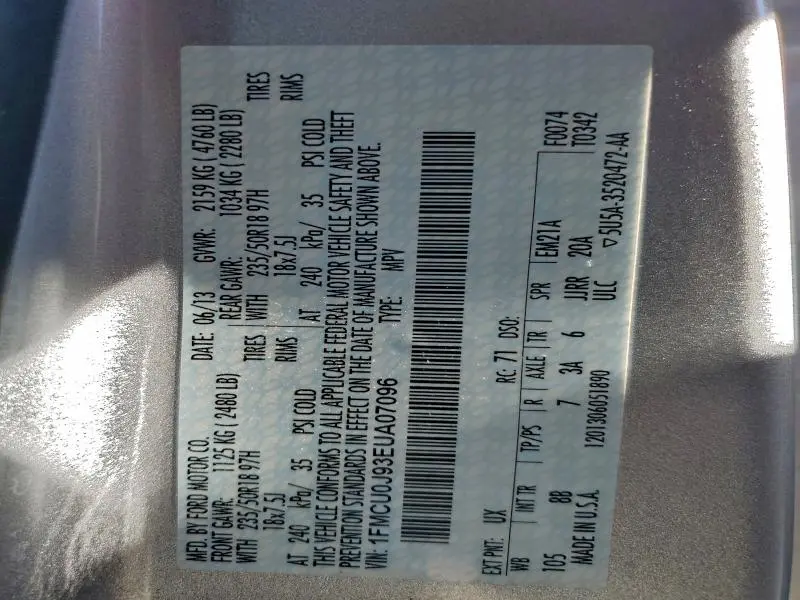 MFD. BY FORD MOTOR CO.
DATE: 06/13 GVWR: 2159 KG ( 4760 LB)
FRONT GAWR: 1125 KG ( 2480 LB) REAR GAWR: 1034 KG ( 2280 LB)
WITH 235/50R18 97H TIRES WITH 235/50R18 97H TIRES
18x7.5J RIMS 18x7.5J RIMS
AT 240 kPa/ 35 PSI COLD AT 240 kPa/ 35 PSI COLD
THIS VEHICLE CONFORMS TO ALL APPLICABLE FEDERAL MOTOR VEHICLE SAFETY AND THEFT
PREVENTION STANDARDS IN EFFECT ON THE DATE OF MANUFACTURE SHOWN ABOVE.
VIN: 1FMCU0J93EUA07096 TYPE: MPV
EXT PNT: UX RC: 71 DSO: F0074
WB INT TR TP/PS R AXLE TR SPR EM21A T0342
105 8B 7 3A 6 JJRR 20A
MADE IN U.S.A. 1201306051890 ULC ▽5U5A-3520472-AA